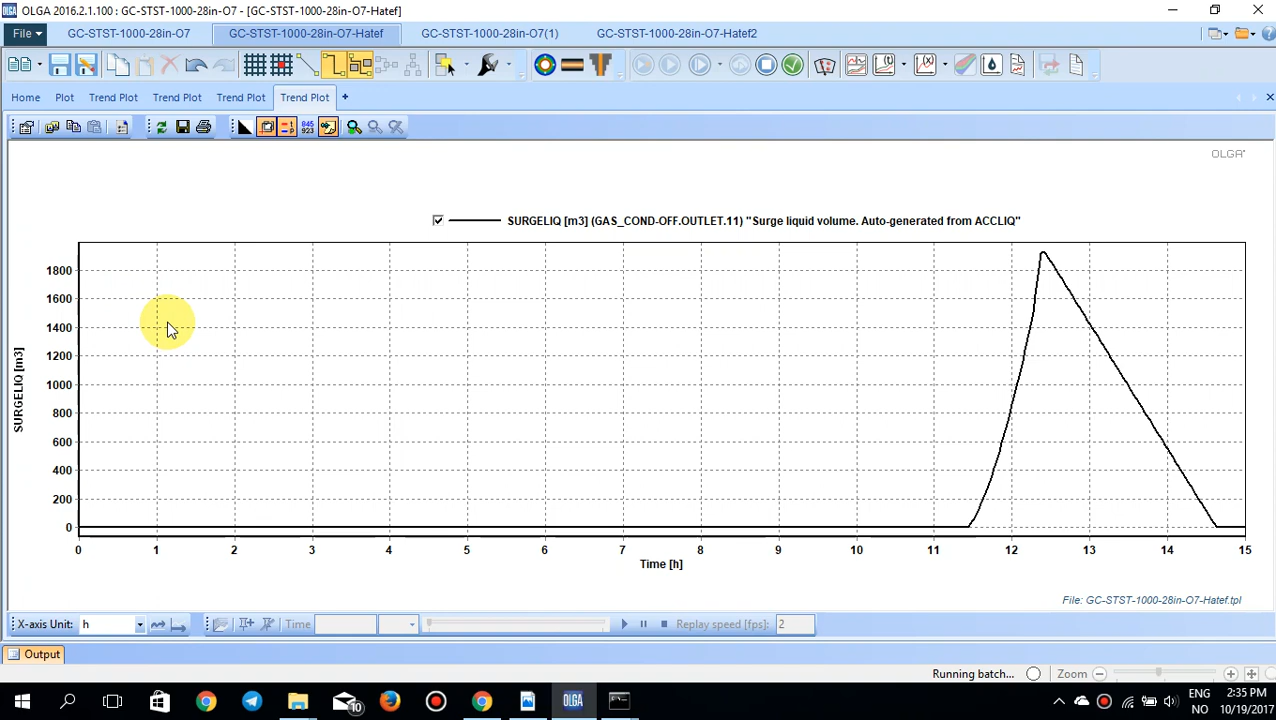 OLGA 2016.2.1.100 : GC-STST-1000-28in-O7 - [GC-STST-1000-28in-O7-Hatef]
File
GC-STST-1000-28in-O7
GC-STST-1000-28in-O7-Hatef
GC-STST-1000-28in-O7(1)
GC-STST-1000-28in-O7-Hatef2
Home
Plot
Trend Plot
Trend Plot
Trend Plot
Trend Plot
+
OLGA
SURGELIQ [m3] (GAS_COND-OFF.OUTLET.11) "Surge liquid volume. Auto-generated from ACCLIQ"
SURGELIQ [m3]
1800
1600
1400
1200
1000
800
600
400
200
0
0 1 2 3 4 5 6 7 8 9 10 11 12 13 14 15
Time [h]
File: GC-STST-1000-28in-O7-Hatef.tpl
X-axis Unit: h
Time
Replay speed [fps]: 2
Output
Running batch...
Zoom
10
OLGA
ENG
2:35 PM
NO
10/19/2017